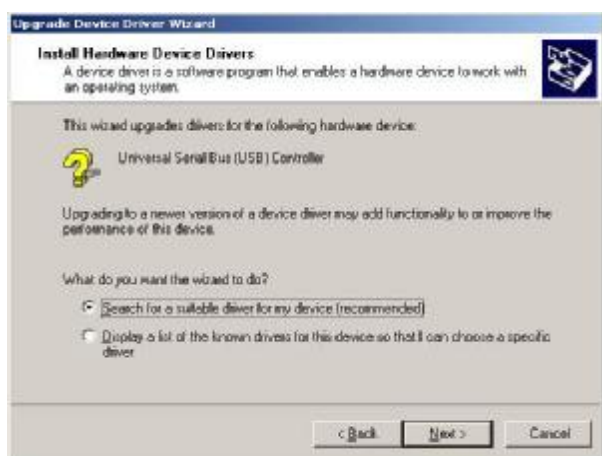 Upgrade Device Driver Wizard
Install Hardware Device Drivers
A device driver is a software program that enables a hardware device to work with
an operating system.
This wizard upgrades drivers for the following hardware device:
Universal Serial Bus (USB) Controller
Upgrading to a newer version of a device driver may add functionality to or improve the
performance of this device.
What do you want the wizard to do?
Search for a suitable driver for my device (recommended)
Display a list of the known drivers for this device so that I can choose a specific
driver
< Back
Next >
Cancel